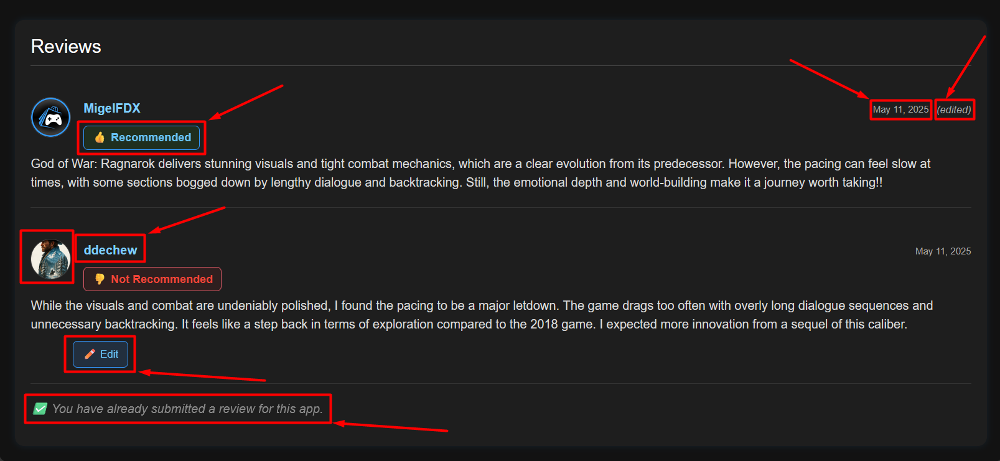 Reviews
MigelFDX
May 11, 2025 (edited)
👍 Recommended
God of War: Ragnarok delivers stunning visuals and tight combat mechanics, which are a clear evolution from its predecessor. However, the pacing can feel slow at
times, with some sections bogged down by lengthy dialogue and backtracking. Still, the emotional depth and world-building make it a journey worth taking!!
ddechew
May 11, 2025
👎 Not Recommended
While the visuals and combat are undeniably polished, I found the pacing to be a major letdown. The game drags too often with overly long dialogue sequences and
unnecessary backtracking. It feels like a step back in terms of exploration compared to the 2018 game. I expected more innovation from a sequel of this caliber.
✏️ Edit
✅ You have already submitted a review for this app.